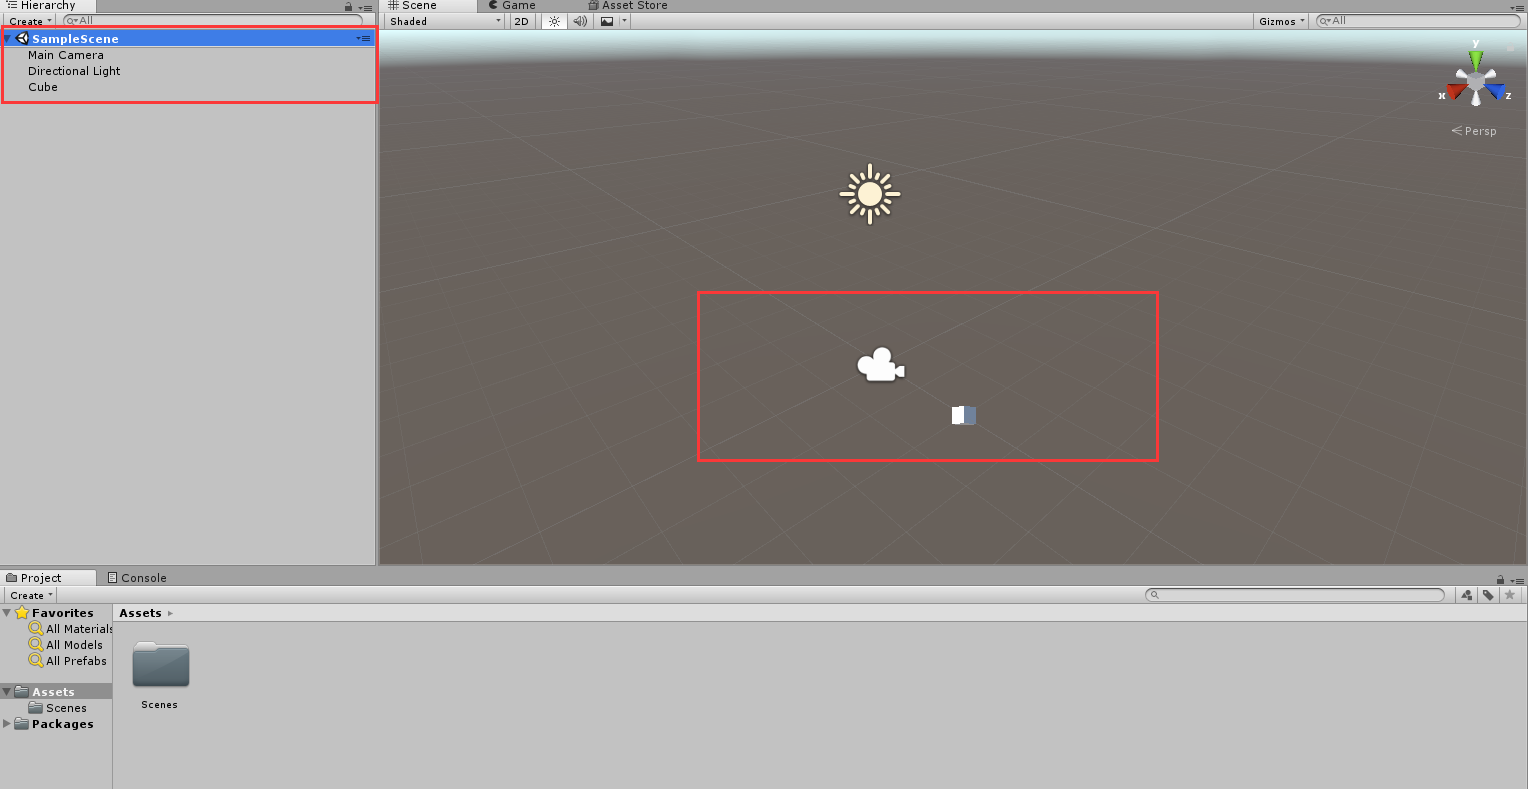 Hierarchy
Create
All
SampleScene
Main Camera
Directional Light
Cube
Scene
Game
Asset Store
Shaded
2D
Gizmos
All
y
x
z
Persp
Project
Console
Create
Favorites
All Materials
All Models
All Prefabs
Assets
Scenes
Packages
Assets
Scenes